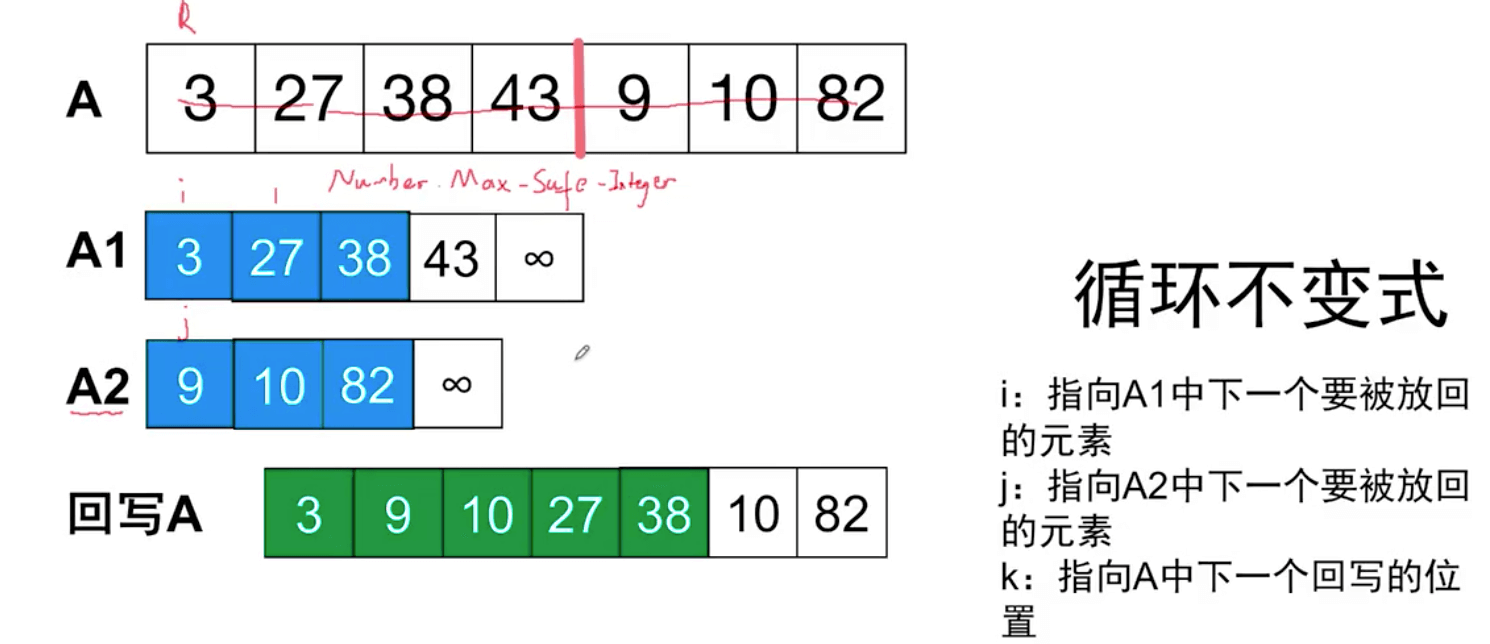 k
A 3 27 38 43 9 10 82
Number.Max-Safe-Integer
i
A1 3 27 38 43 ∞
j
A2 9 10 82 ∞
回写A 3 9 10 27 38 10 82
循环不变式
i：指向A1中下一个要被放回
的元素
j：指向A2中下一个要被放回
的元素
k：指向A中下一个回写的位
置